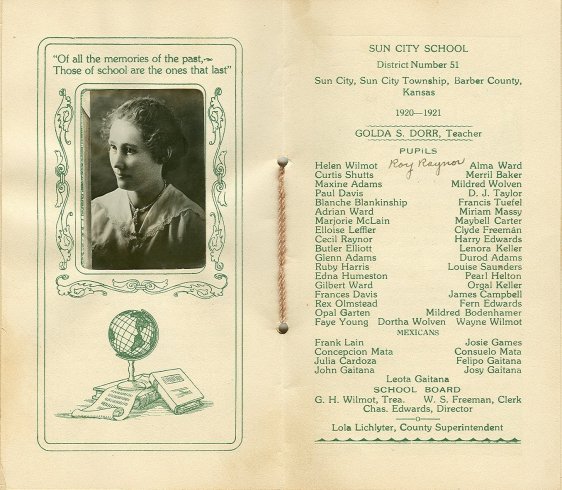 "Of all the memories of the past,
Those of school are the ones that last"
SUN CITY SCHOOL
District Number 51
Sun City, Sun City Township, Barber County,
Kansas
1920—1921
GOLDA S. DORR, Teacher
PUPILS
Roy Raynor
Helen Wilmot Alma Ward
Curtis Shutts Merril Baker
Maxine Adams Mildred Wolven
Paul Davis D. J. Taylor
Blanche Blankinship Francis Tuefel
Adrian Ward Miriam Massy
Marjorie McLain Maybell Carter
Elloise Leffler Clyde Freeman
Cecil Raynor Harry Edwards
Butler Elliott Lenora Keller
Glenn Adams Durod Adams
Ruby Harris Louise Saunders
Edna Humeston Pearl Helton
Gilbert Ward Orgal Keller
Frances Davis James Campbell
Rex Olmstead Fern Edwards
Opal Garten Mildred Bodenhamer
Faye Young Dortha Wolven Wayne Wilmot
MEXICANS
Frank Lain Josie Games
Concepcion Mata Consuelo Mata
Julia Cardoza Felipo Gaitana
John Gaitana Josy Gaitana
Leota Gaitana
SCHOOL BOARD
G. H. Wilmot, Trea. W. S. Freeman, Clerk
Chas. Edwards, Director
Lola Lichlyter, County Superintendent